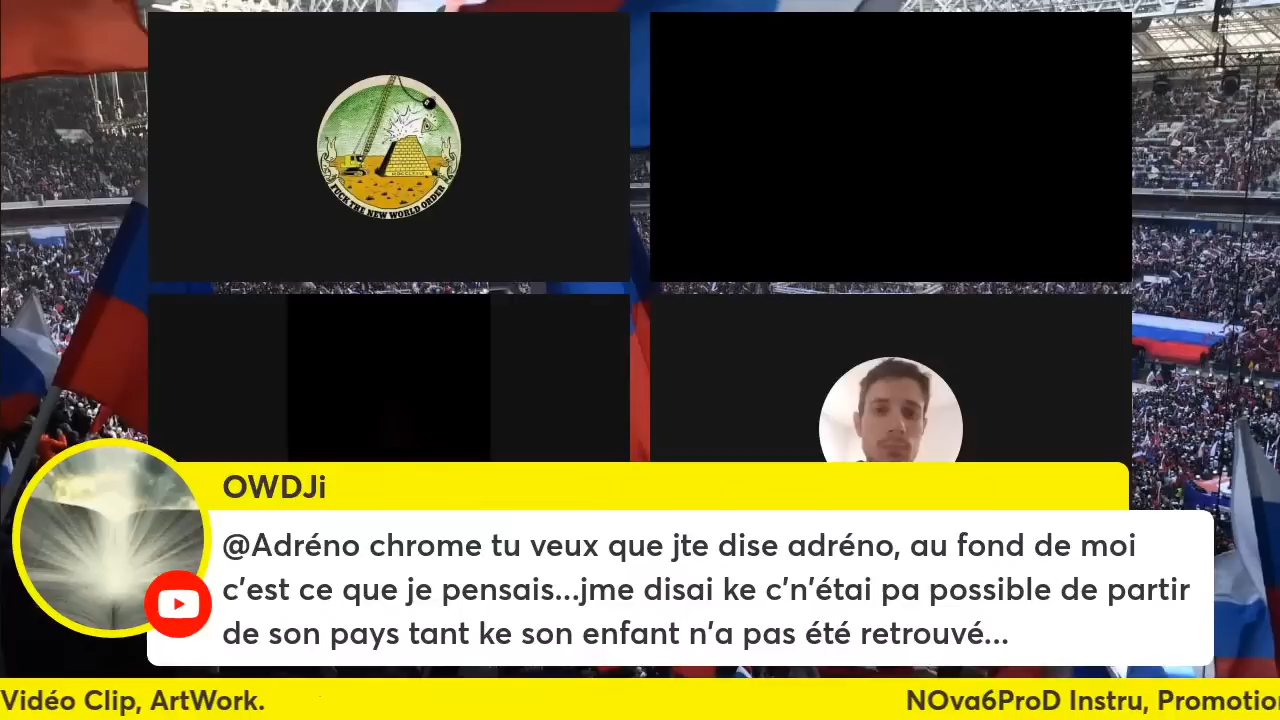 FUCK THE NEW WORLD ORDER
OWDJi
@Adréno chrome tu veux que jte dise adréno, au fond de moi
c'est ce que je pensais...jme disai ke c'n'étai pa possible de partir
de son pays tant ke son enfant n'a pas été retrouvé...
Vidéo Clip, ArtWork. NOva6ProD Instru, Promotion